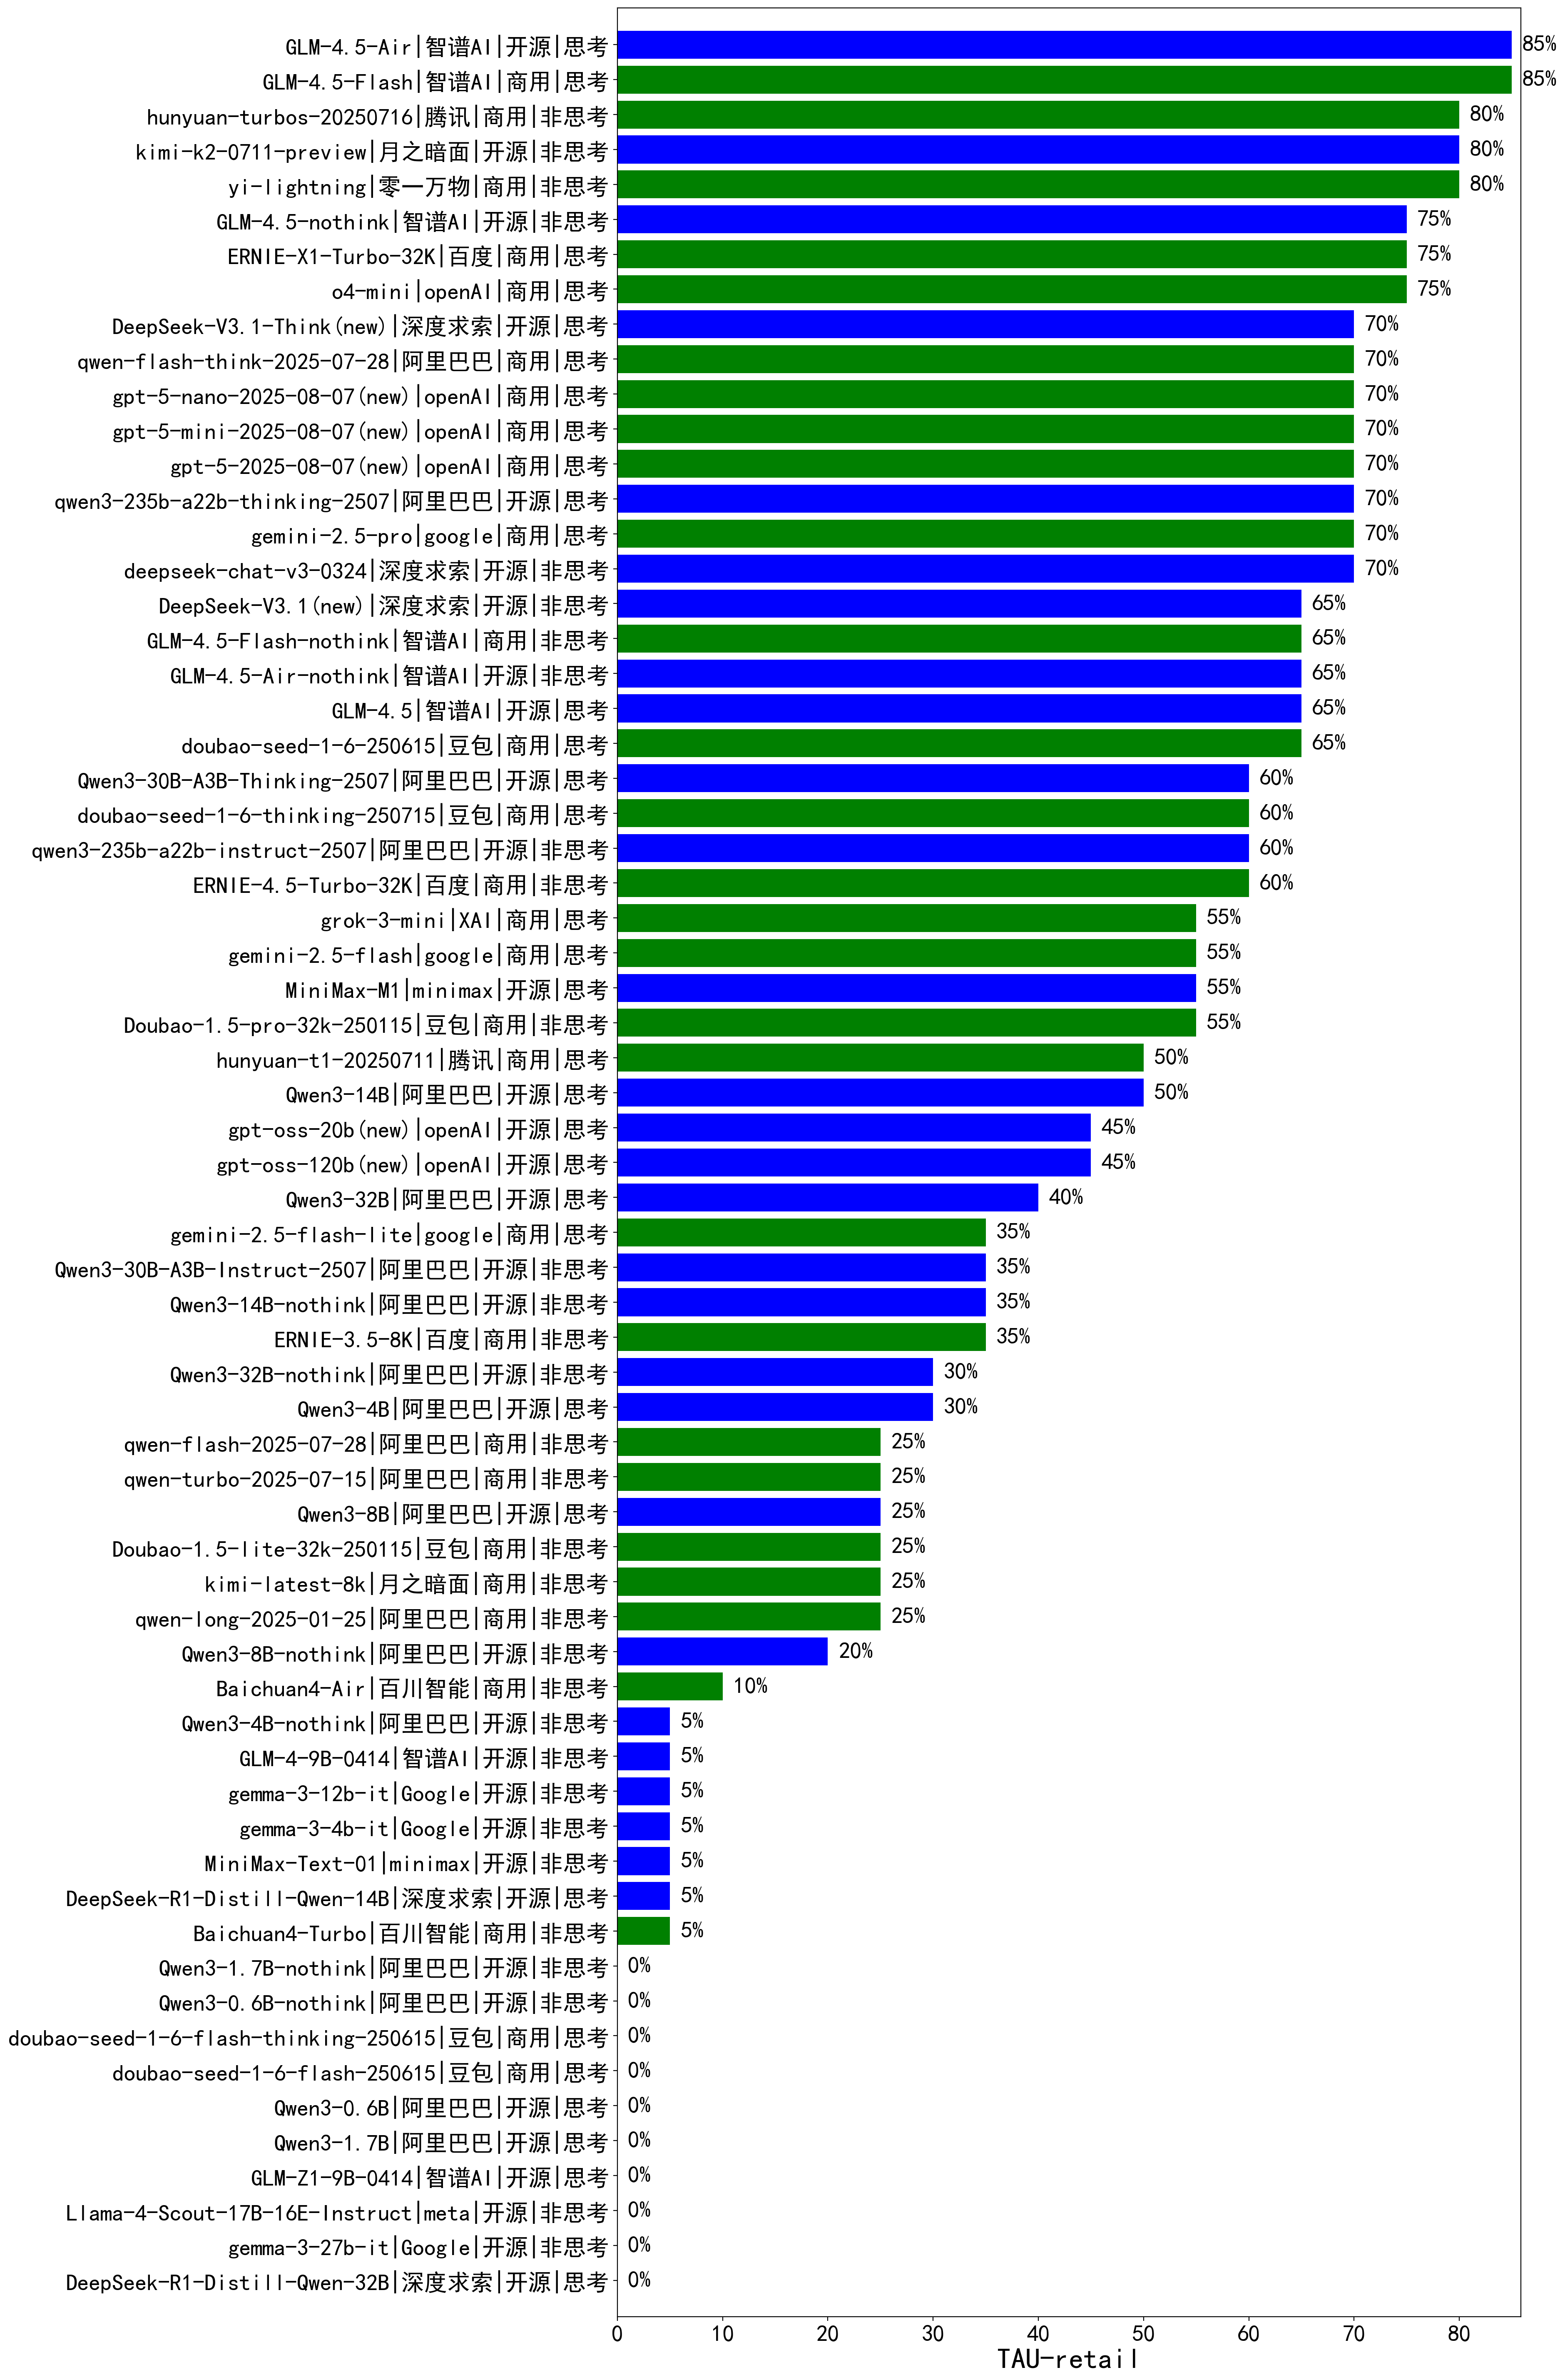 GLM-4.5-Air|智谱AI|开源|思考 85%
GLM-4.5-Flash|智谱AI|商用|思考 85%
hunyuan-turbos-20250716|腾讯|商用|非思考 80%
kimi-k2-0711-preview|月之暗面|开源|非思考 80%
yi-lightning|零一万物|商用|非思考 80%
GLM-4.5-nothink|智谱AI|开源|非思考 75%
ERNIE-X1-Turbo-32K|百度|商用|思考 75%
o4-mini|openAI|商用|思考 75%
DeepSeek-V3.1-Think(new)|深度求索|开源|思考 70%
qwen-flash-think-2025-07-28|阿里巴巴|商用|思考 70%
gpt-5-nano-2025-08-07(new)|openAI|商用|思考 70%
gpt-5-mini-2025-08-07(new)|openAI|商用|思考 70%
gpt-5-2025-08-07(new)|openAI|商用|思考 70%
qwen3-235b-a22b-thinking-2507|阿里巴巴|开源|思考 70%
gemini-2.5-pro|google|商用|思考 70%
deepseek-chat-v3-0324|深度求索|开源|非思考 70%
DeepSeek-V3.1(new)|深度求索|开源|非思考 65%
GLM-4.5-Flash-nothink|智谱AI|商用|非思考 65%
GLM-4.5-Air-nothink|智谱AI|开源|非思考 65%
GLM-4.5|智谱AI|开源|思考 65%
doubao-seed-1-6-250615|豆包|商用|思考 65%
Qwen3-30B-A3B-Thinking-2507|阿里巴巴|开源|思考 60%
doubao-seed-1-6-thinking-250715|豆包|商用|思考 60%
qwen3-235b-a22b-instruct-2507|阿里巴巴|开源|非思考 60%
ERNIE-4.5-Turbo-32K|百度|商用|非思考 60%
grok-3-mini|XAI|商用|思考 55%
gemini-2.5-flash|google|商用|思考 55%
MiniMax-M1|minimax|开源|思考 55%
Doubao-1.5-pro-32k-250115|豆包|商用|非思考 55%
hunyuan-t1-20250711|腾讯|商用|思考 50%
Qwen3-14B|阿里巴巴|开源|思考 50%
gpt-oss-20b(new)|openAI|开源|思考 45%
gpt-oss-120b(new)|openAI|开源|思考 45%
Qwen3-32B|阿里巴巴|开源|思考 40%
gemini-2.5-flash-lite|google|商用|思考 35%
Qwen3-30B-A3B-Instruct-2507|阿里巴巴|开源|非思考 35%
Qwen3-14B-nothink|阿里巴巴|开源|非思考 35%
ERNIE-3.5-8K|百度|商用|非思考 35%
Qwen3-32B-nothink|阿里巴巴|开源|非思考 30%
Qwen3-4B|阿里巴巴|开源|思考 30%
qwen-flash-2025-07-28|阿里巴巴|商用|非思考 25%
qwen-turbo-2025-07-15|阿里巴巴|商用|非思考 25%
Qwen3-8B|阿里巴巴|开源|思考 25%
Doubao-1.5-lite-32k-250115|豆包|商用|非思考 25%
kimi-latest-8k|月之暗面|商用|非思考 25%
qwen-long-2025-01-25|阿里巴巴|商用|非思考 25%
Qwen3-8B-nothink|阿里巴巴|开源|非思考 20%
Baichuan4-Air|百川智能|商用|非思考 10%
Qwen3-4B-nothink|阿里巴巴|开源|非思考 5%
GLM-4-9B-0414|智谱AI|开源|非思考 5%
gemma-3-12b-it|Google|开源|非思考 5%
gemma-3-4b-it|Google|开源|非思考 5%
MiniMax-Text-01|minimax|开源|非思考 5%
DeepSeek-R1-Distill-Qwen-14B|深度求索|开源|思考 5%
Baichuan4-Turbo|百川智能|商用|非思考 5%
Qwen3-1.7B-nothink|阿里巴巴|开源|非思考 0%
Qwen3-0.6B-nothink|阿里巴巴|开源|非思考 0%
doubao-seed-1-6-flash-thinking-250615|豆包|商用|思考 0%
doubao-seed-1-6-flash-250615|豆包|商用|思考 0%
Qwen3-0.6B|阿里巴巴|开源|思考 0%
Qwen3-1.7B|阿里巴巴|开源|思考 0%
GLM-Z1-9B-0414|智谱AI|开源|思考 0%
Llama-4-Scout-17B-16E-Instruct|meta|开源|非思考 0%
gemma-3-27b-it|Google|开源|非思考 0%
DeepSeek-R1-Distill-Qwen-32B|深度求索|开源|思考 0%
0 10 20 30 40 50 60 70 80
TAU-retail